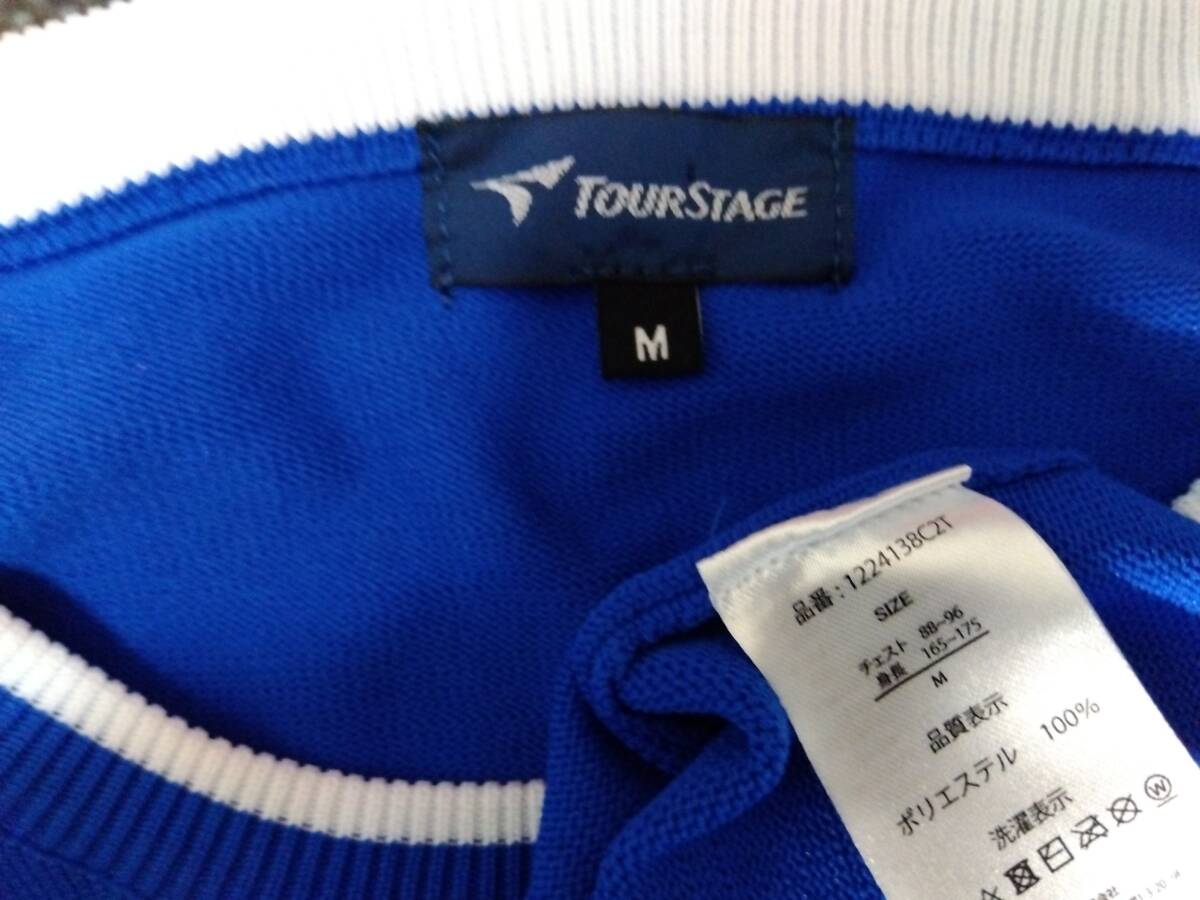 TOURSTAGE
M
品番:1224138C2T
SIZE
チェスト 88~96
身長 165~175
M
品質表示
ポリエステル 100%
洗濯表示
W